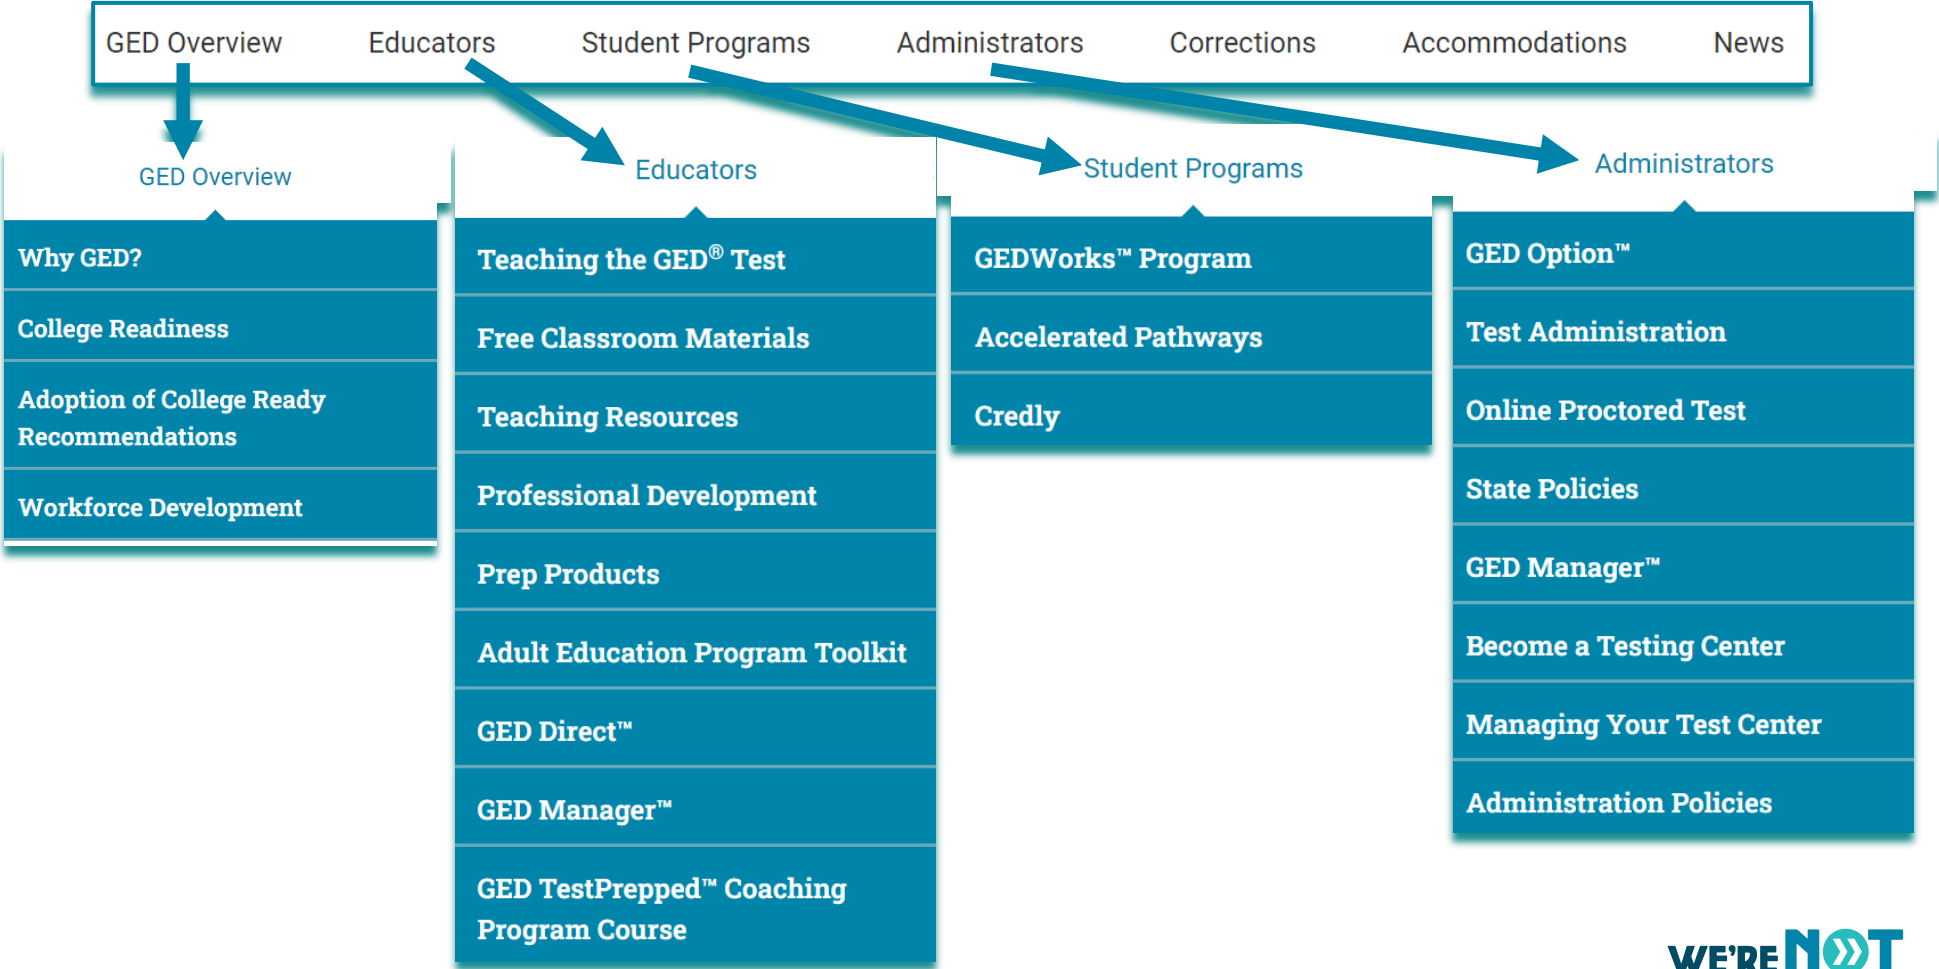 GED Overview Educators Student Programs Administrators Corrections Accommodations News
GED Overview
Why GED?
College Readiness
Adoption of College Ready
Recommendations
Workforce Development
Educators
Teaching the GED® Test
Free Classroom Materials
Teaching Resources
Professional Development
Prep Products
Adult Education Program Toolkit
GED Direct™
GED Manager™
GED TestPrepped™ Coaching
Program Course
Student Programs
GEDWorks™ Program
Accelerated Pathways
Credly
Administrators
GED Option™
Test Administration
Online Proctored Test
State Policies
GED Manager™
Become a Testing Center
Managing Your Test Center
Administration Policies
WE'RE NOT